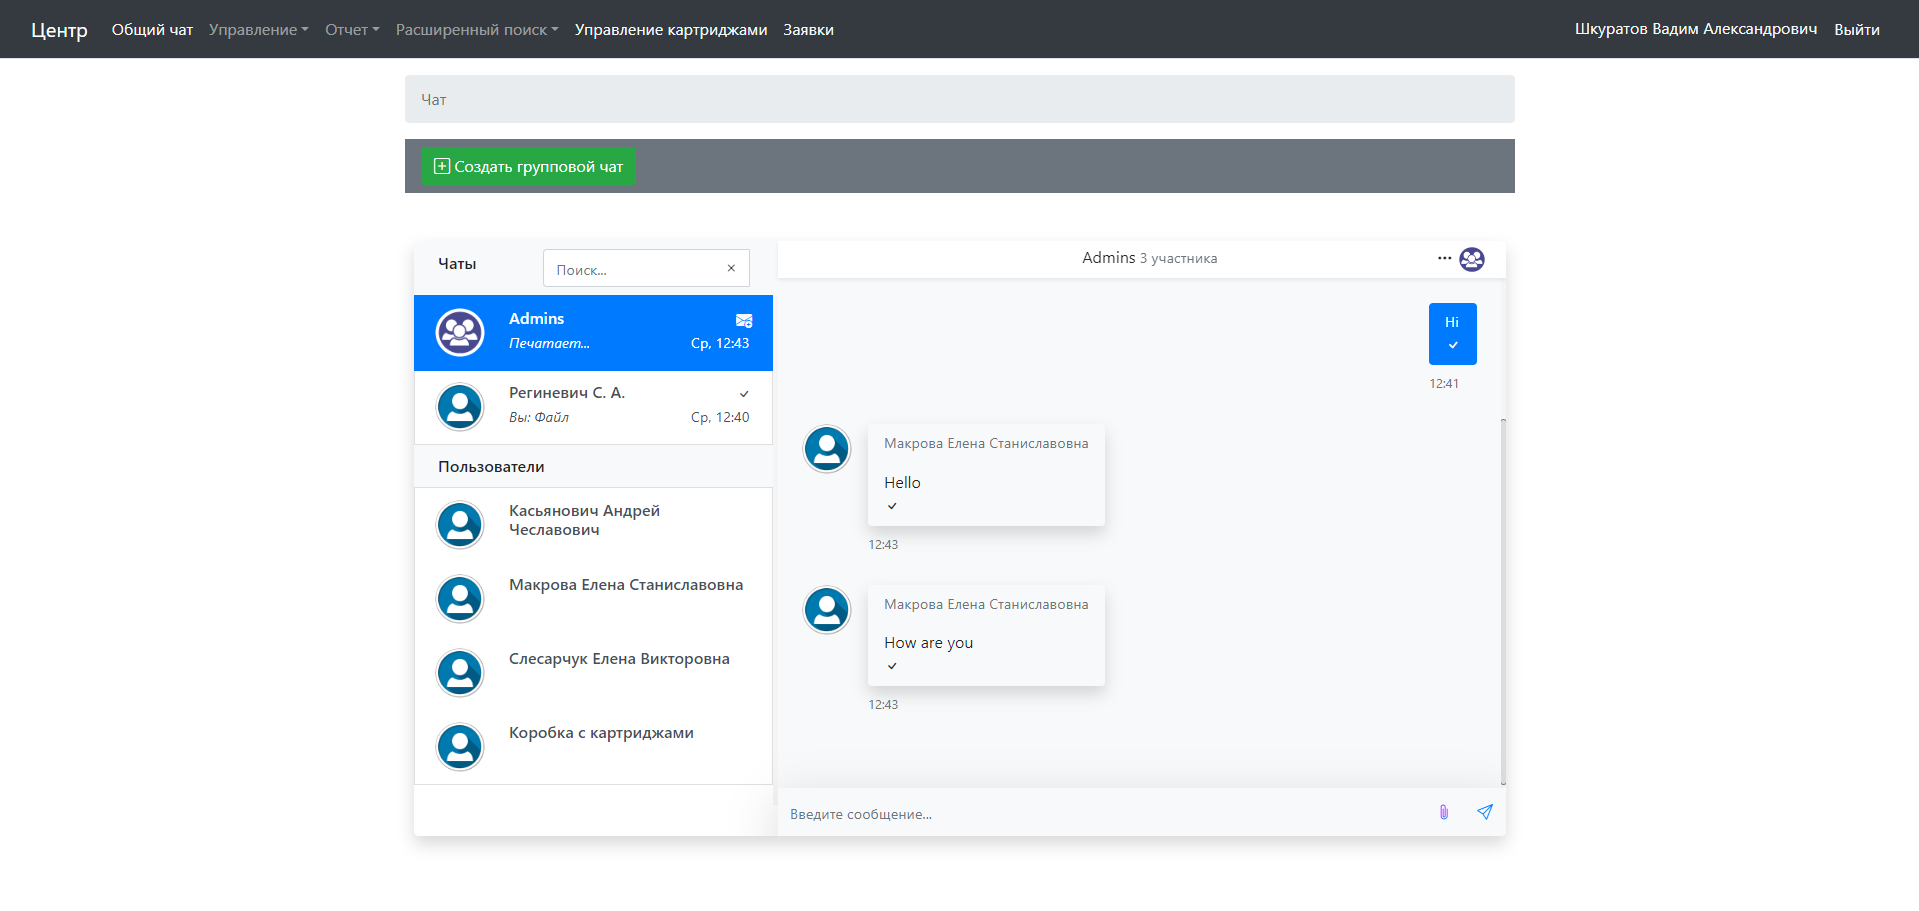 Центр Общий чат Управление Отчет Расширенный поиск Управление картриджами Заявки Шкуратов Вадим Александрович Выйти
Чат
Создать групповой чат
Чаты
Поиск...
Admins
Печатает...
Ср, 12:43
Региневич С. А.
Вы: Файл
Ср, 12:40
Пользователи
Касьянович Андрей
Чеславович
Макрова Елена Станиславовна
Слесарчук Елена Викторовна
Коробка с картриджами
Admins 3 участника
Hi
12:41
Макрова Елена Станиславовна
Hello
12:43
Макрова Елена Станиславовна
How are you
12:43
Введите сообщение...